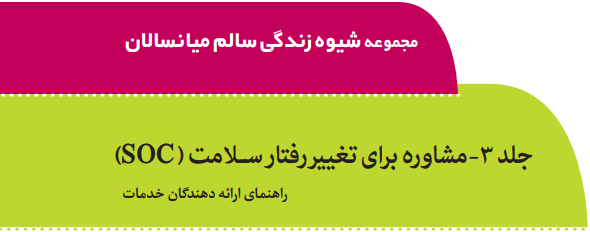 مجموعه شیوه زندگی سالم میانسالان
جلد ۳-مشاوره برای تغییر رفتار سلامت (SOC)
راهنمای ارائه دهندگان خدمات